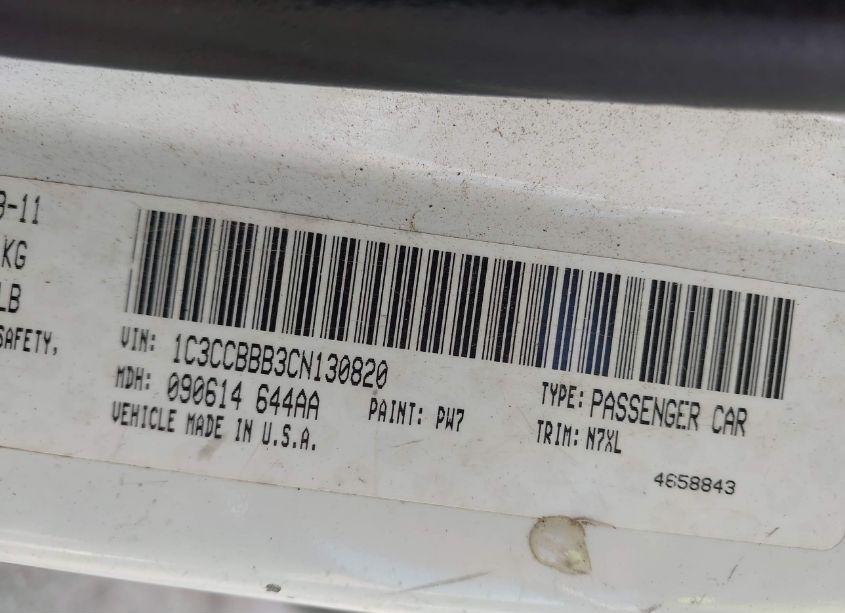 3-11
KG
LB
SAFETY,
VIN: 1C3CCBBB3CN130820
MDH: 090614 644AA
PAINT: PW7
VEHICLE MADE IN U.S.A.
TYPE: PASSENGER CAR
TRIM: N7XL
4658843